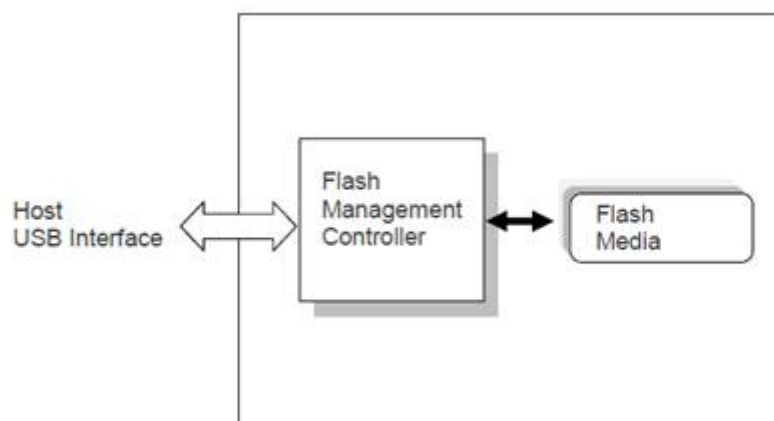 Host
USB Interface
Flash
Management
Controller
Flash
Media